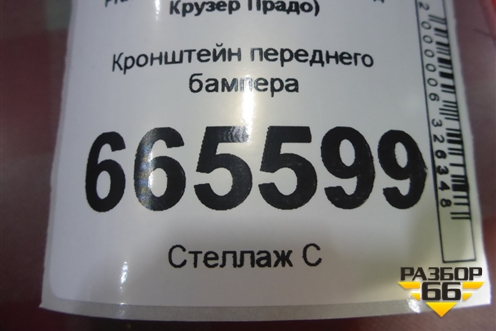 Крузер Прадо)
Кронштейн переднего
бампера
665599
Стеллаж С
2000006326348
РАЗБОР
66